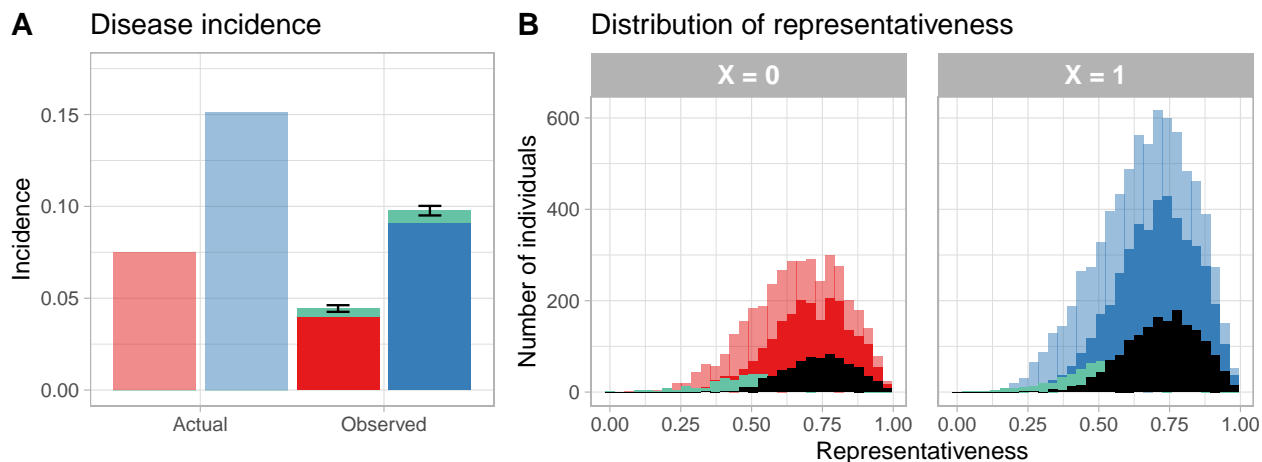 A Disease incidence
Incidence
0.15
0.10
0.05
0.00
Actual Observed
B Distribution of representativeness
X = 0 X = 1
Number of individuals
600
400
200
0
0.00 0.25 0.50 0.75 1.00 0.00 0.25 0.50 0.75 1.00
Representativeness